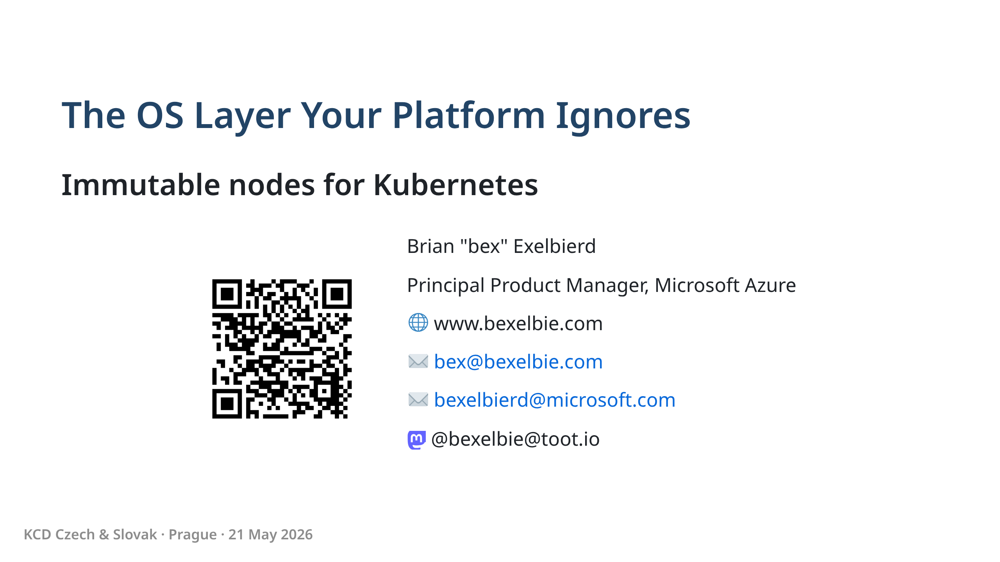 The OS Layer Your Platform Ignores
Immutable nodes for Kubernetes
Brian "bex" Exelbierd
Principal Product Manager, Microsoft Azure
www.bexelbie.com
bex@bexelbie.com
bexelbierd@microsoft.com
@bexelbie@toot.io
KCD Czech & Slovak · Prague · 21 May 2026